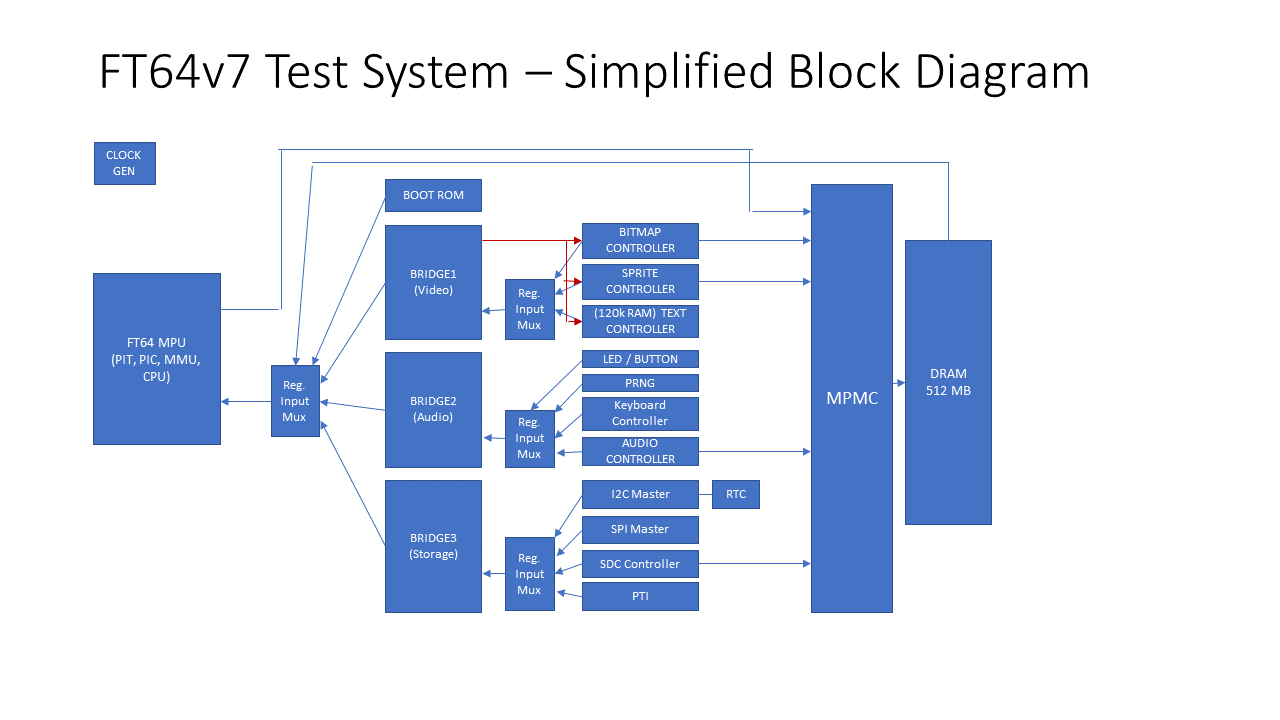 FT64v7 Test System – Simplified Block Diagram
CLOCK
GEN
BOOT ROM
BITMAP
CONTROLLER
BRIDGE1
(Video)
SPRITE
CONTROLLER
Reg.
Input
Mux
(120k RAM) TEXT
CONTROLLER
FT64 MPU
(PIT, PIC, MMU,
CPU)
Reg.
Input
Mux
LED / BUTTON
PRNG
BRIDGE2
(Audio)
Keyboard
Controller
Reg.
Input
Mux
AUDIO
CONTROLLER
MPMC
DRAM
512 MB
I2C Master
RTC
SPI Master
BRIDGE3
(Storage)
Reg.
Input
Mux
SDC Controller
PTI